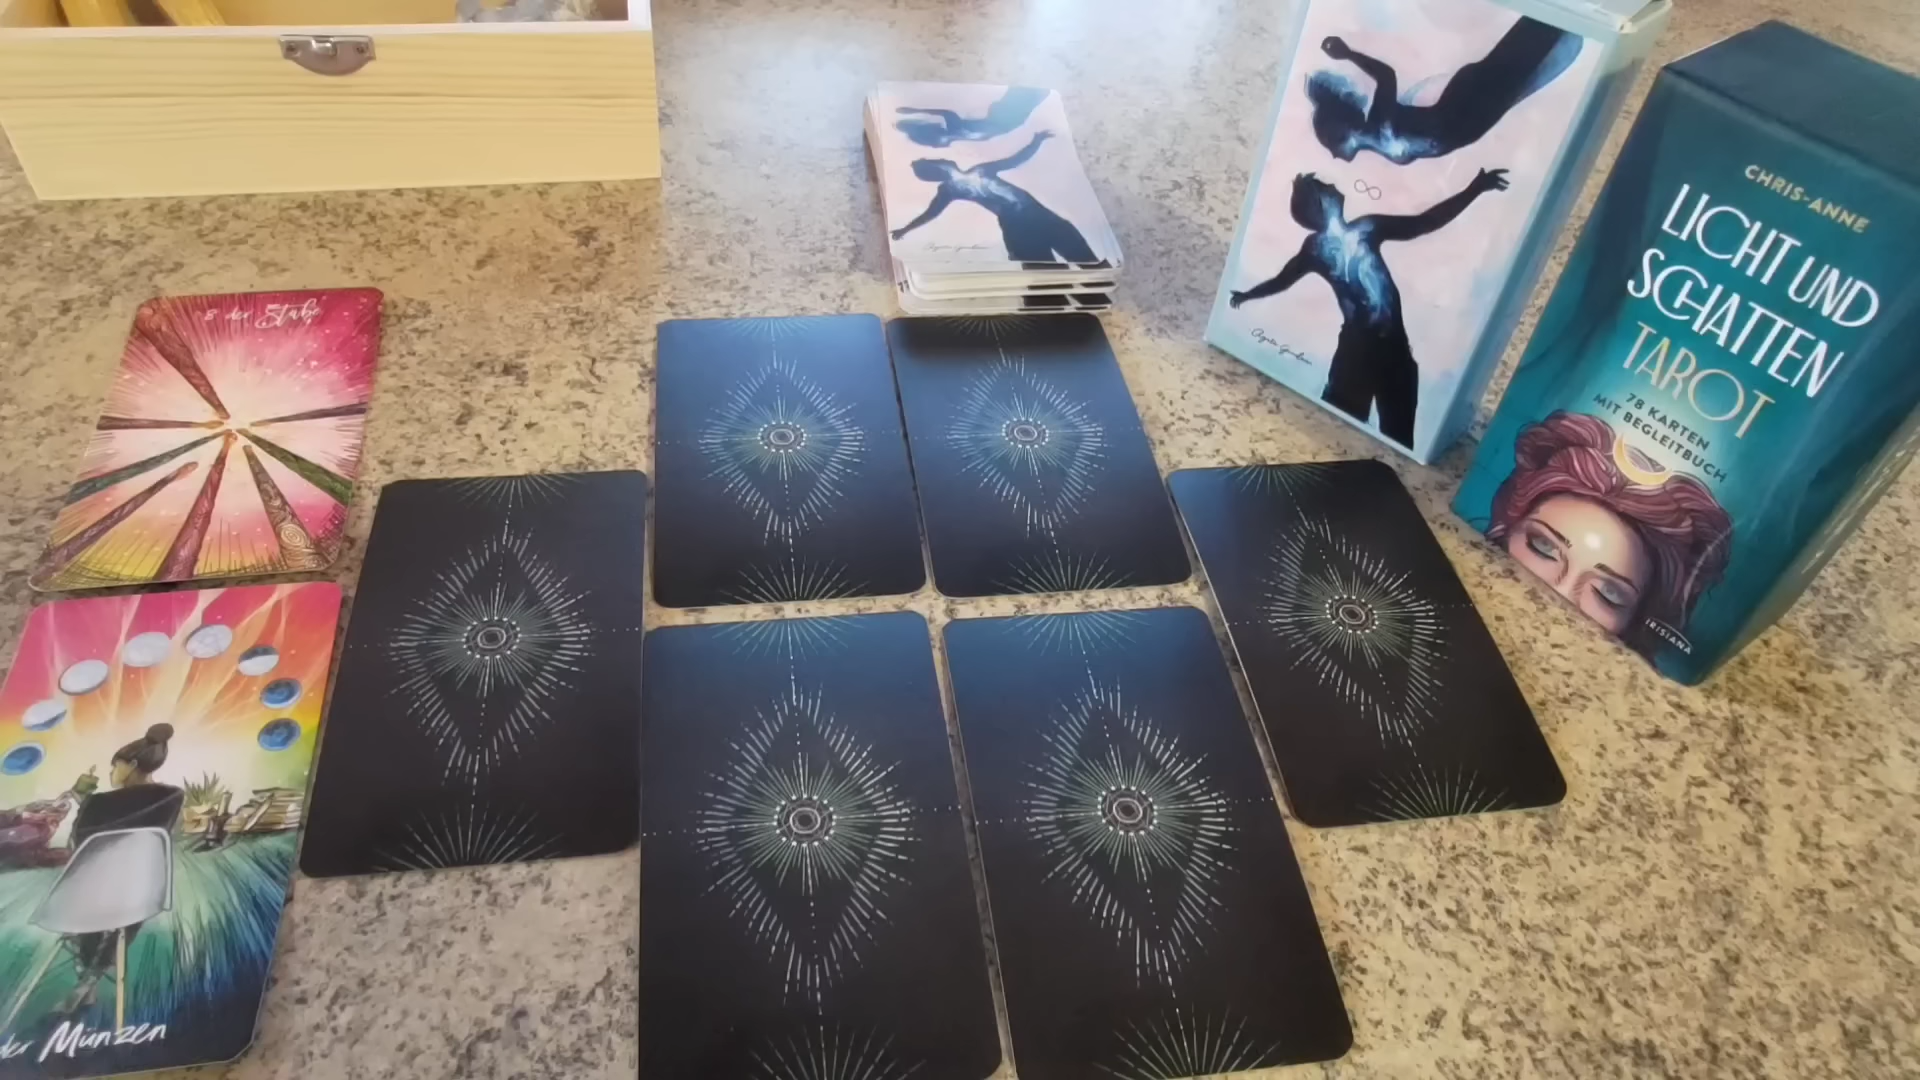 8 der Stäbe
der Münzen
CHRIS-ANNE
LICHT UND
SCHATTEN
TAROT
78 KARTEN
MIT BEGLEITBUCH
IRISIANA